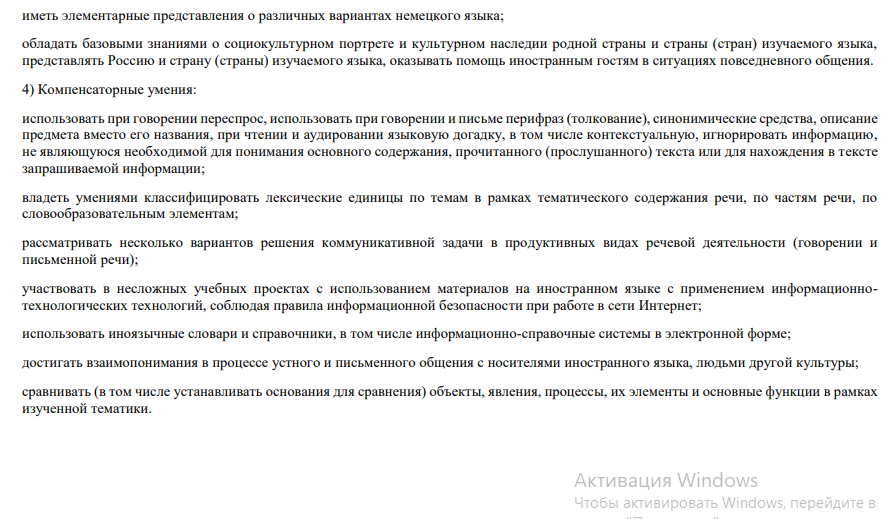 иметь элементарные представления о различных вариантах немецкого языка;
обладать базовыми знаниями о социокультурном портрете и культурном наследии родной страны и страны (стран) изучаемого языка,
представлять Россию и страну (страны) изучаемого языка, оказывать помощь иностранным гостям в ситуациях повседневного общения.
4) Компенсаторные умения:
использовать при говорении переспрос, использовать при говорении и письме перифраз (толкование), синонимические средства, описание
предмета вместо его названия, при чтении и аудировании языковую догадку, в том числе контекстуальную, игнорировать информацию,
не являющуюся необходимой для понимания основного содержания, прочитанного (прослушанного) текста или для нахождения в тексте
запрашиваемой информации;
владеть умениями классифицировать лексические единицы по темам в рамках тематического содержания речи, по частям речи, по
словообразовательным элементам;
рассматривать несколько вариантов решения коммуникативной задачи в продуктивных видах речевой деятельности (говорении и
письменной речи);
участвовать в несложных учебных проектах с использованием материалов на иностранном языке с применением информационно-
технологических технологий, соблюдая правила информационной безопасности при работе в сети Интернет;
использовать иноязычные словари и справочники, в том числе информационно-справочные системы в электронной форме;
достигать взаимопонимания в процессе устного и письменного общения с носителями иностранного языка, людьми другой культуры;
сравнивать (в том числе устанавливать основания для сравнения) объекты, явления, процессы, их элементы и основные функции в рамках
изученной тематики.
Активация Windows
Чтобы активировать Windows, перейдите в